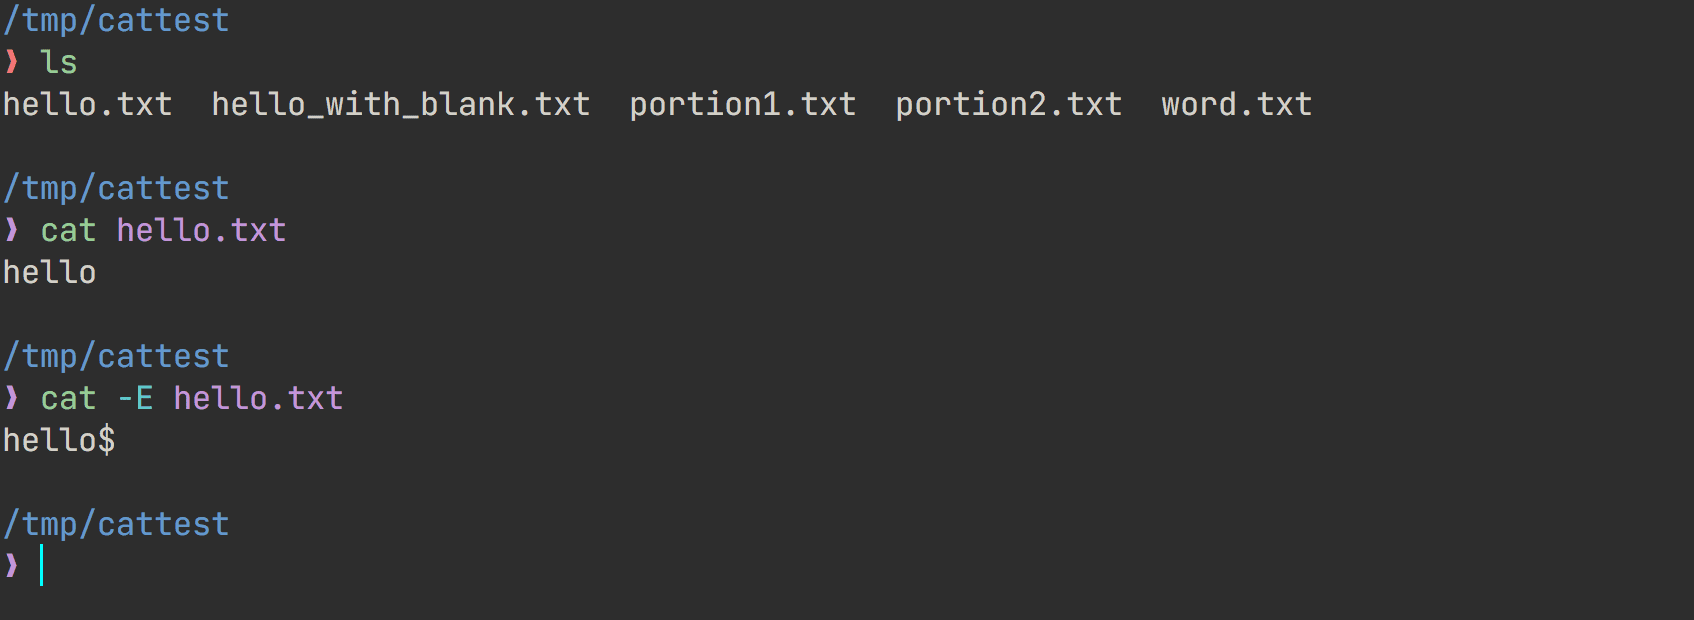 /tmp/cattest
❯ ls
hello.txt  hello_with_blank.txt  portion1.txt  portion2.txt  word.txt
/tmp/cattest
❯ cat hello.txt
hello
/tmp/cattest
❯ cat -E hello.txt
hello$
/tmp/cattest
❯